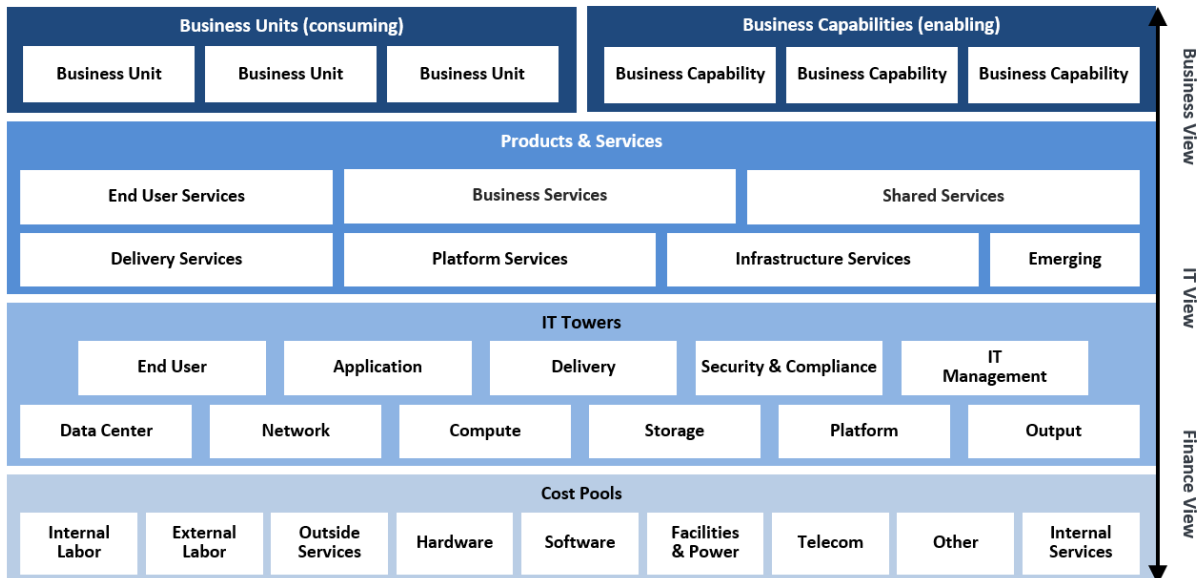 Business Units (consuming)
Business Unit
Business Unit
Business Unit
Business Capabilities (enabling)
Business Capability
Business Capability
Business Capability
Products & Services
End User Services
Business Services
Shared Services
Delivery Services
Platform Services
Infrastructure Services
Emerging
IT Towers
End User
Application
Delivery
Security & Compliance
IT
Management
Data Center
Network
Compute
Storage
Platform
Output
Cost Pools
Internal
Labor
External
Labor
Outside
Services
Hardware
Software
Facilities
& Power
Telecom
Other
Internal
Services
Business View
IT View
Finance View